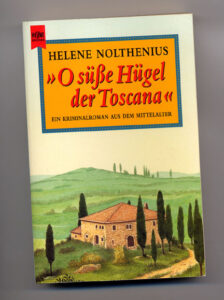 HELENE NOLTHENIUS
»O süße Hügel
der Toscana«
EIN KRIMINALROMAN AUS DEM MITTELALTER